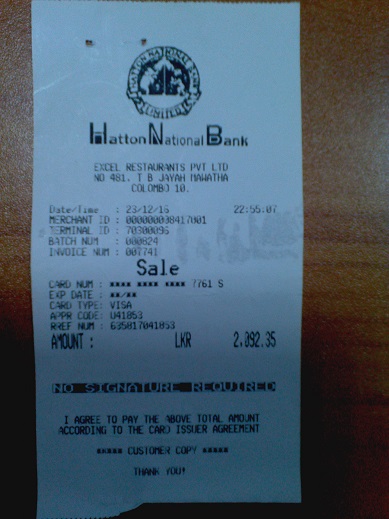 HATTON NATIONAL BANK
LIMITED
Hatton National Bank
EXCEL RESTAURANTS PVT LTD
NO 481, T B JAYAH MAWATHA
COLOMBO 10.
Date/Time : 23/12/16 22:55:07
MERCHANT ID : 000000038417001
TERMINAL ID : 70300096
BATCH NUM : 000824
INVOICE NUM : 007741
Sale
CARD NUM : **** **** **** 7761 S
EXP DATE : **/**
CARD TYPE: VISA
APPR CODE: U41853
RREF NUM : 635817041853
AMOUNT : LKR 2,092.35
NO SIGNATURE REQUIRED
I AGREE TO PAY THE ABOVE TOTAL AMOUNT
ACCORDING TO THE CARD ISSUER AGREEMENT
***** CUSTOMER COPY *****
THANK YOU!